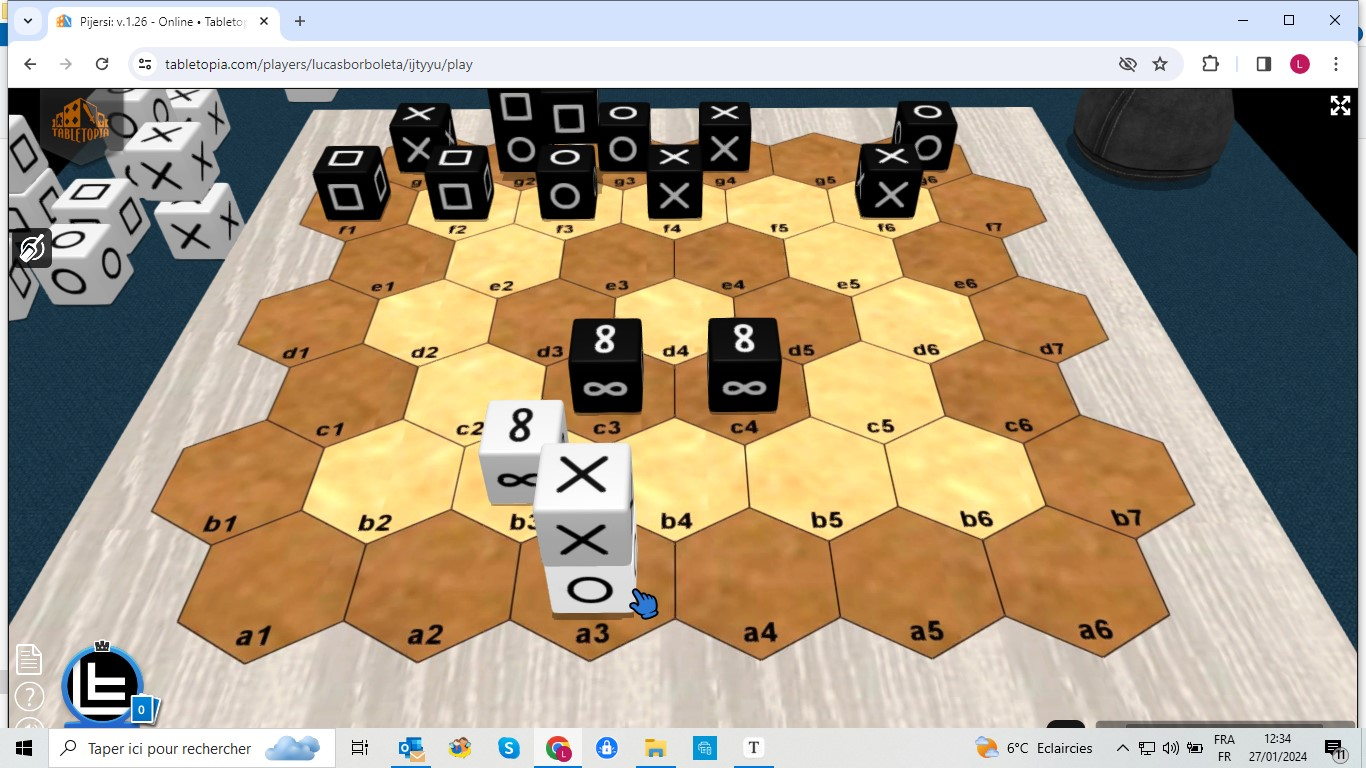 Pijersi: v.1.26 - Online • Tabletop
tabletopia.com/players/lucasborboleta/ijtyyu/play
L
TABLETOPIA
g2 g3 g4 g5
f1 f2 f3 f4 f5 f6 f7
e1 e2 e3 e4 e5 e6
d1 d2 d3 d4 d5 d6 d7
8 8
∞ ∞
c1 c2 c3 c4 c5 c6
8
∞
X
X
O
b1 b2 b3 b4 b5 b6 b7
a1 a2 a3 a4 a5 a6
?
0
Taper ici pour rechercher
T
6°C Eclaircies
FRA
FR
12:34
27/01/2024
11